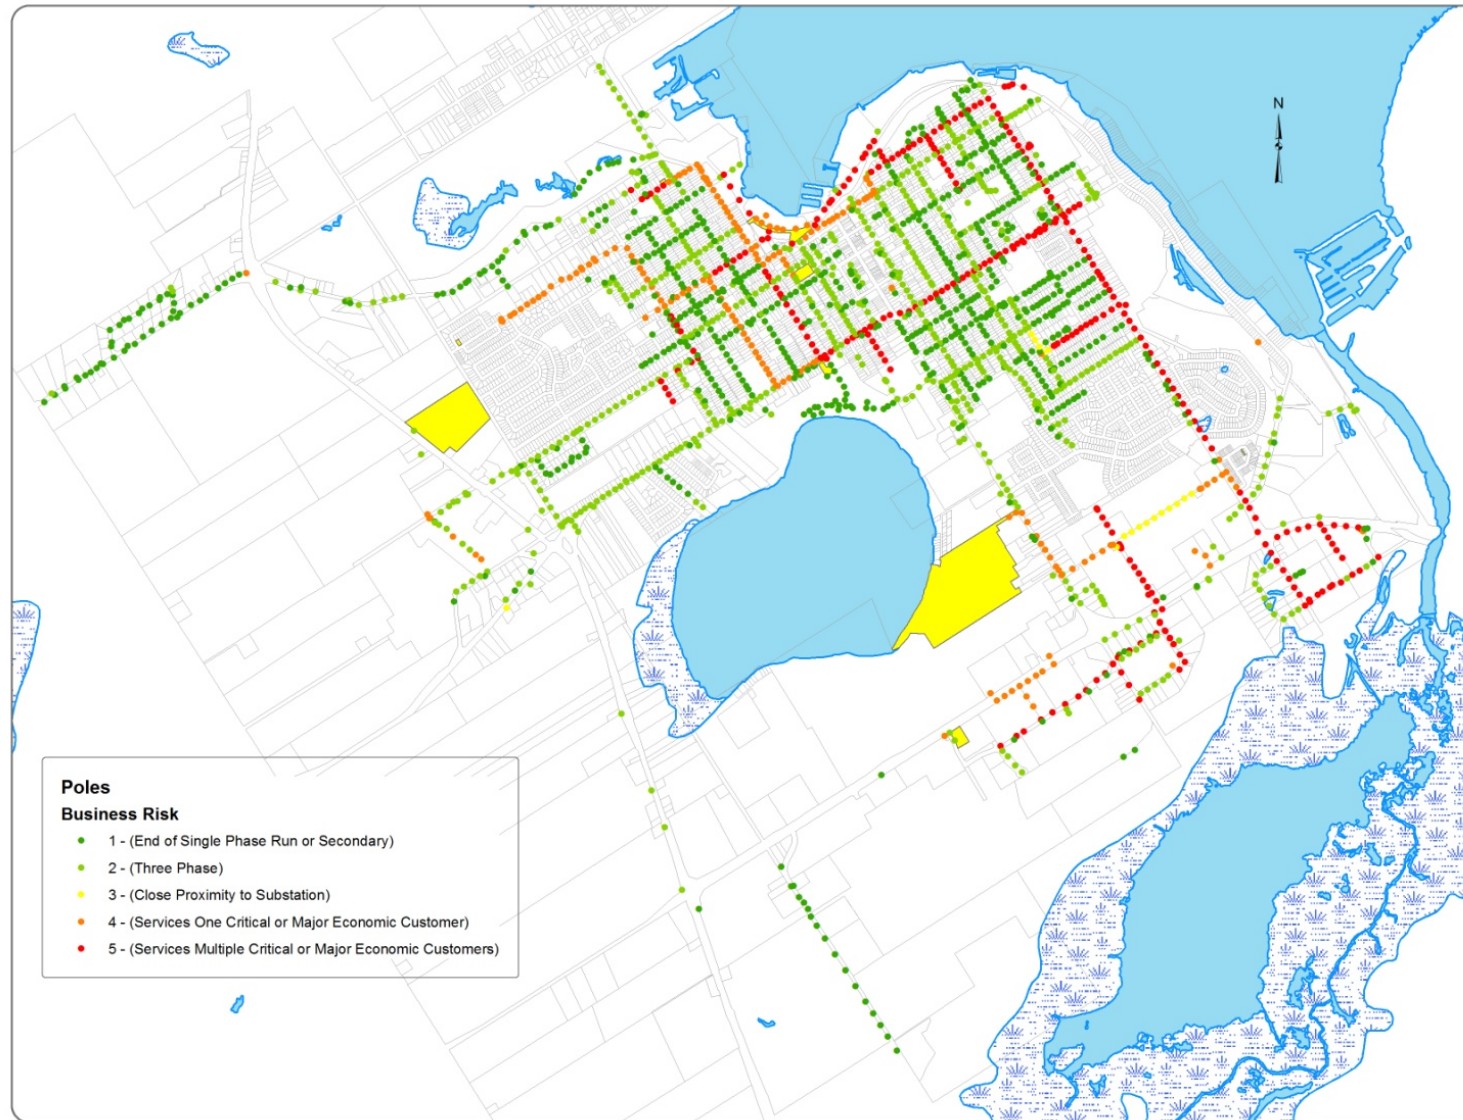 N
Poles
Business Risk
1 - (End of Single Phase Run or Secondary)
2 - (Three Phase)
3 - (Close Proximity to Substation)
4 - (Services One Critical or Major Economic Customer)
5 - (Services Multiple Critical or Major Economic Customers)